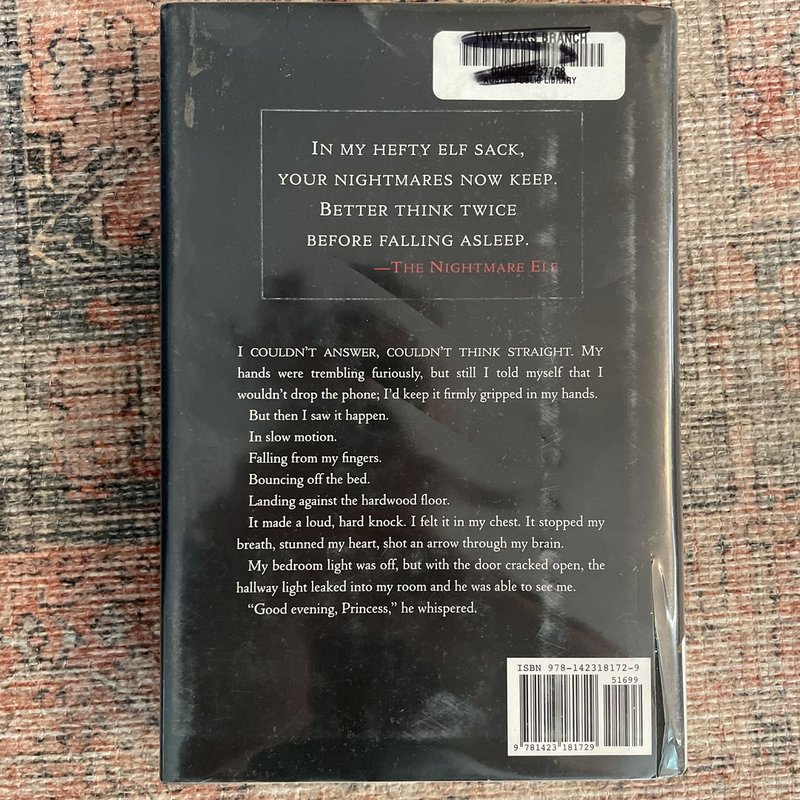 TWIN OAKS BRANCH
PUBLIC LIBRARY
IN MY HEFTY ELF SACK,
YOUR NIGHTMARES NOW KEEP.
BETTER THINK TWICE
BEFORE FALLING ASLEEP.
—THE NIGHTMARE ELF
I COULDN'T ANSWER, COULDN'T THINK STRAIGHT. MY
hands were trembling furiously, but still I told myself that I
wouldn't drop the phone; I'd keep it firmly gripped in my hands.
But then I saw it happen.
In slow motion.
Falling from my fingers.
Bouncing off the bed.
Landing against the hardwood floor.
It made a loud, hard knock. I felt it in my chest. It stopped my
breath, stunned my heart, shot an arrow through my brain.
My bedroom light was off, but with the door cracked open, the
hallway light leaked into my room and he was able to see me.
“Good evening, Princess,” he whispered.
ISBN 978-142318172-9
51699
9 781423 181729